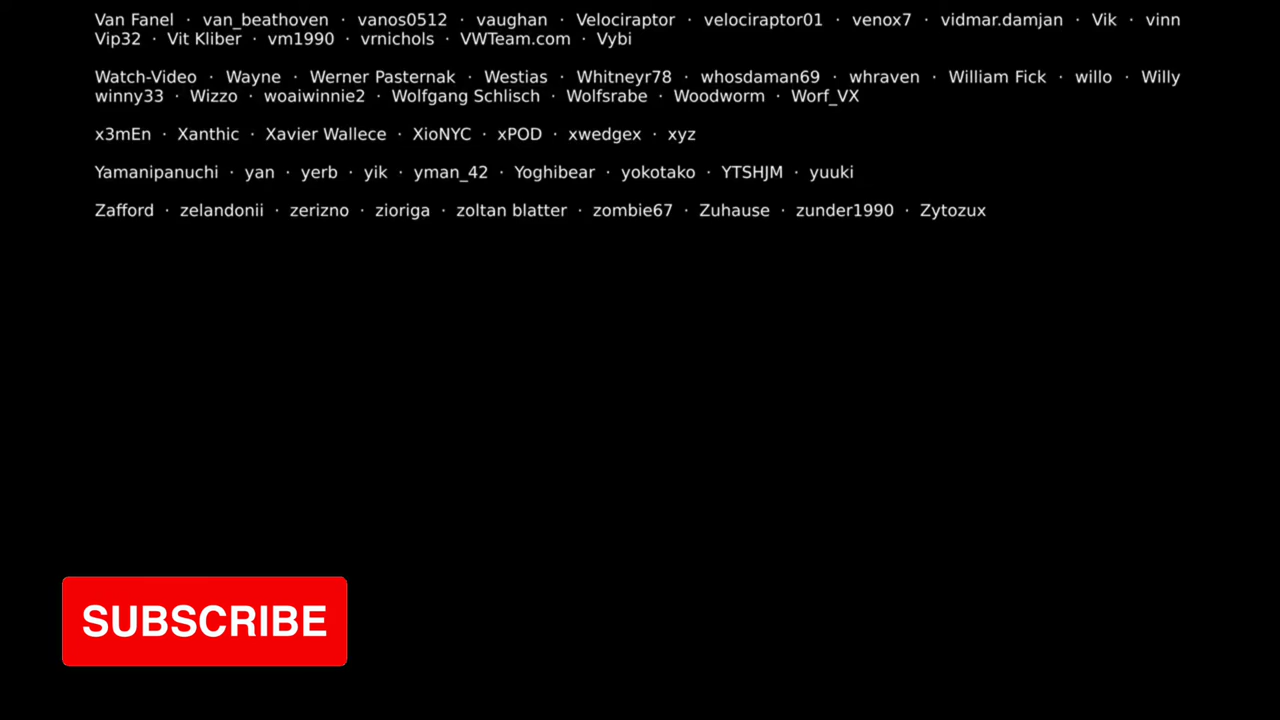 Van Fanel · van_beathoven · vanos0512 · vaughan · Velociraptor · velociraptor01 · venox7 · vidmar.damjan · Vik · vinn
Vip32 · Vit Kliber · vm1990 · vrnichols · VWTeam.com · Vybi
Watch-Video · Wayne · Werner Pasternak · Westias · Whitneyr78 · whosdaman69 · whraven · William Fick · willo · Willy
winny33 · Wizzo · woaiwinnie2 · Wolfgang Schlisch · Wolfsrabe · Woodworm · Worf_VX
x3mEn · Xanthic · Xavier Wallece · XioNYC · xPOD · xwedgex · xyz
Yamanipanuchi · yan · yerb · yik · yman_42 · Yoghibear · yokotako · YTSHJM · yuuki
Zafford · zelandonii · zerizno · zioriga · zoltan blatter · zombie67 · Zuhause · zunder1990 · Zytozux
SUBSCRIBE